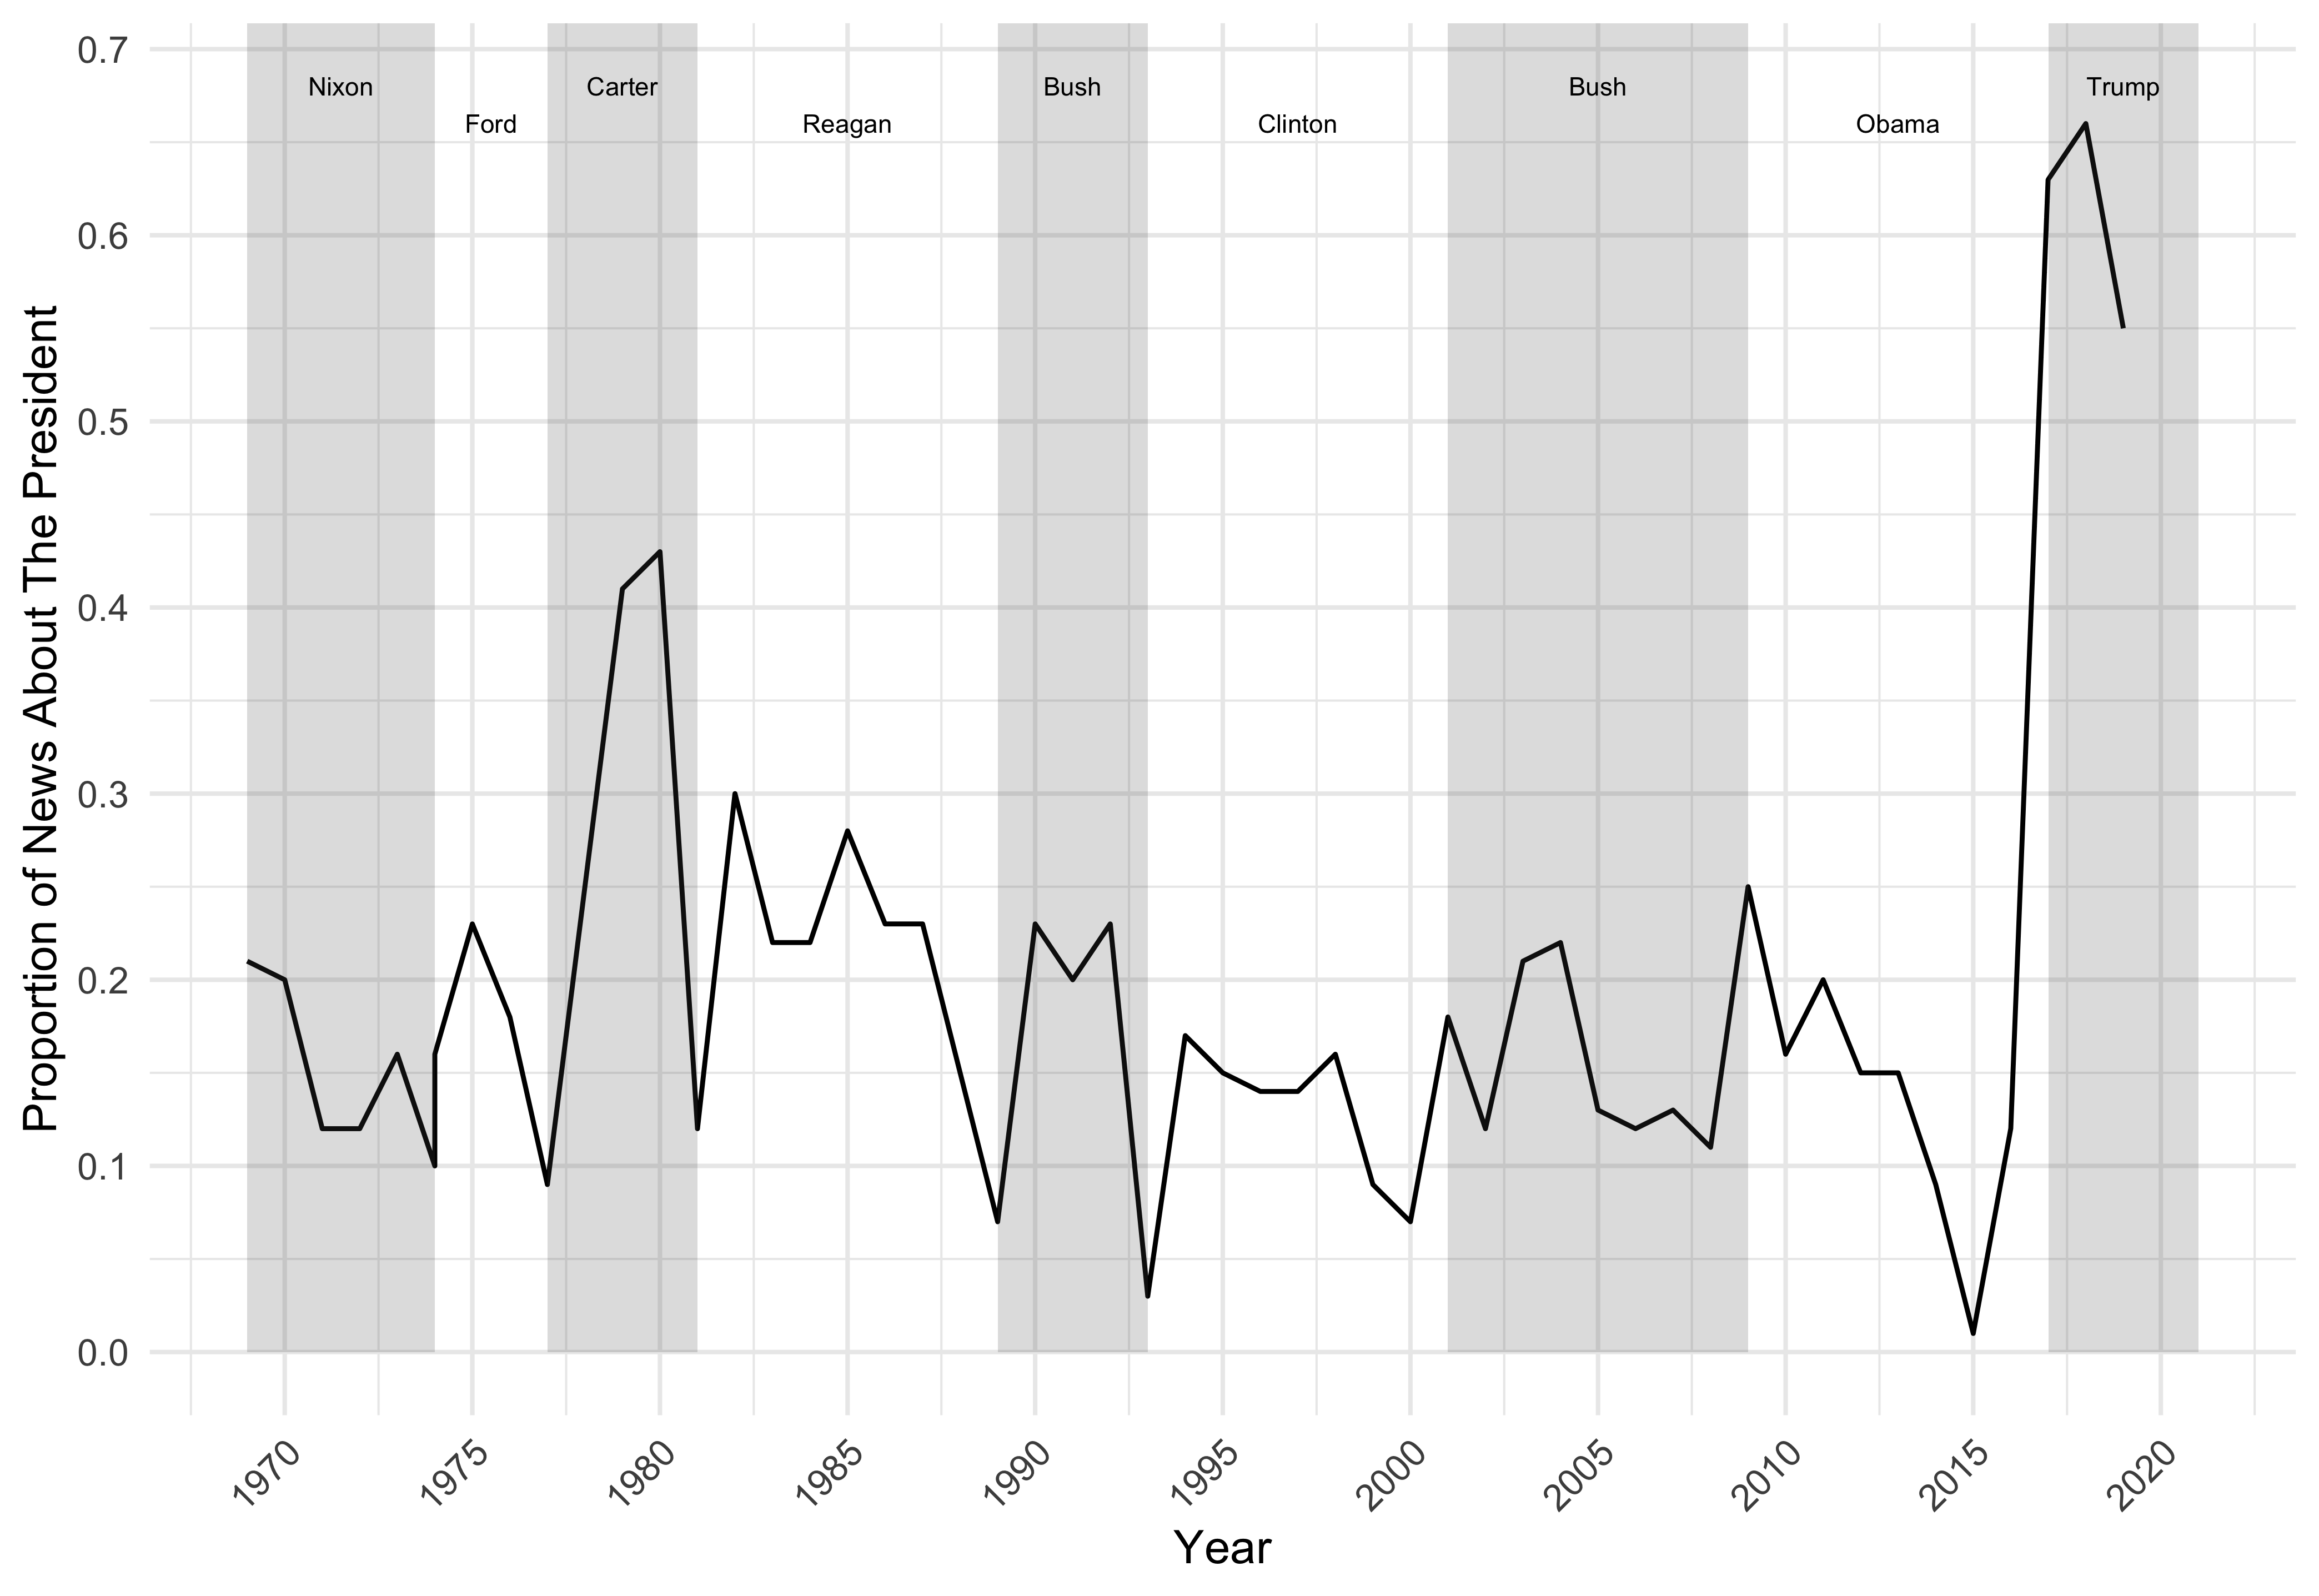 Proportion of News About The President
0.7
0.6
0.5
0.4
0.3
0.2
0.1
0.0
Nixon
Carter
Bush
Bush
Trump
Ford
Reagan
Clinton
Obama
1970
1975
1980
1985
1990
1995
2000
2005
2010
2015
2020
Year